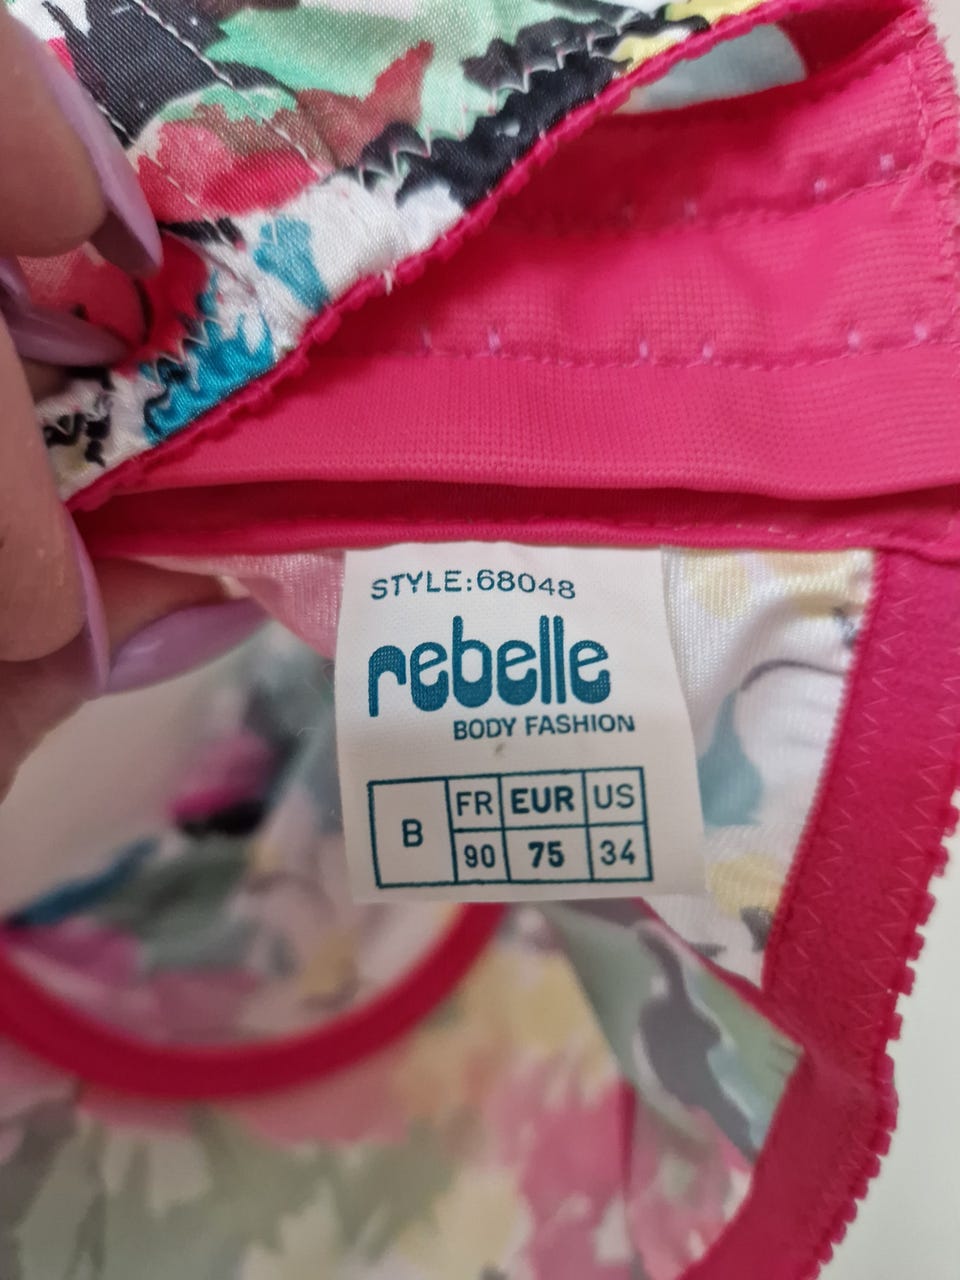 STYLE:68048
rebelle
BODY FASHION
B
FR EUR US
90 75 34